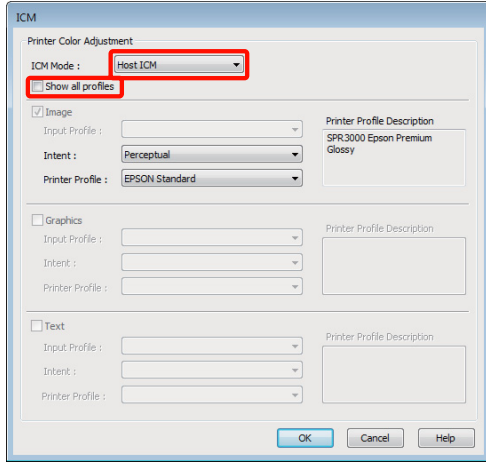 ICM
Printer Color Adjustment
ICM Mode : Host ICM
Show all profiles
Image
Input Profile :
Intent : Perceptual
Printer Profile : EPSON Standard
Printer Profile Description
SPR3000 Epson Premium
Glossy
Graphics
Input Profile :
Intent :
Printer Profile :
Printer Profile Description
Text
Input Profile :
Intent :
Printer Profile :
Printer Profile Description
OK Cancel Help